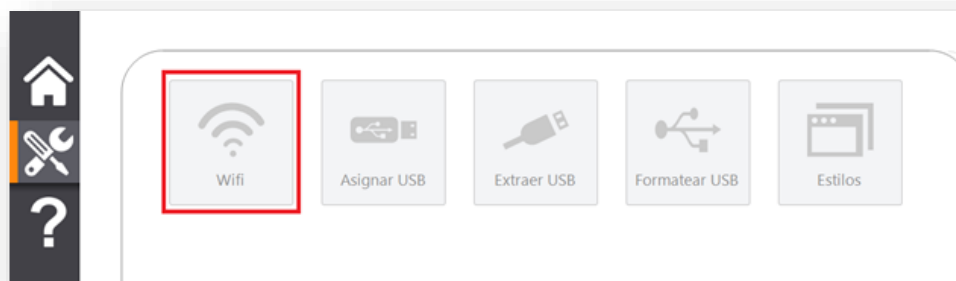 Wifi
Asignar USB
Extraer USB
Formatear USB
Estilos
?